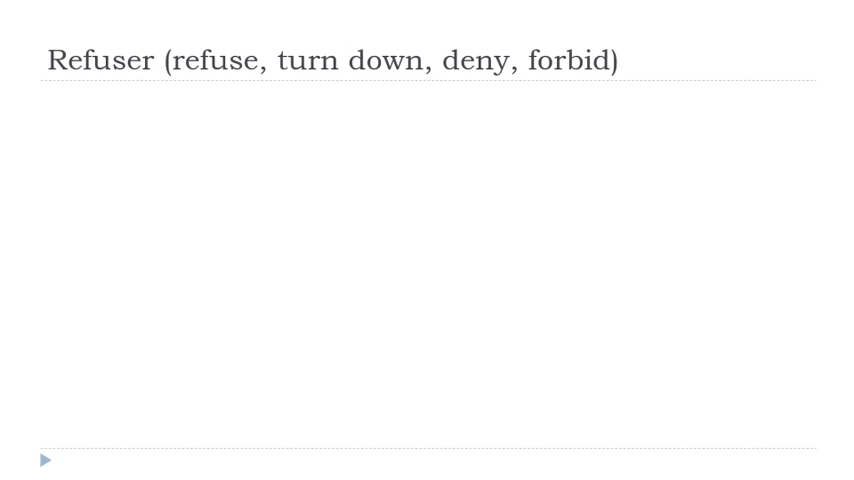 Refuser (refuse, turn down, deny, forbid)